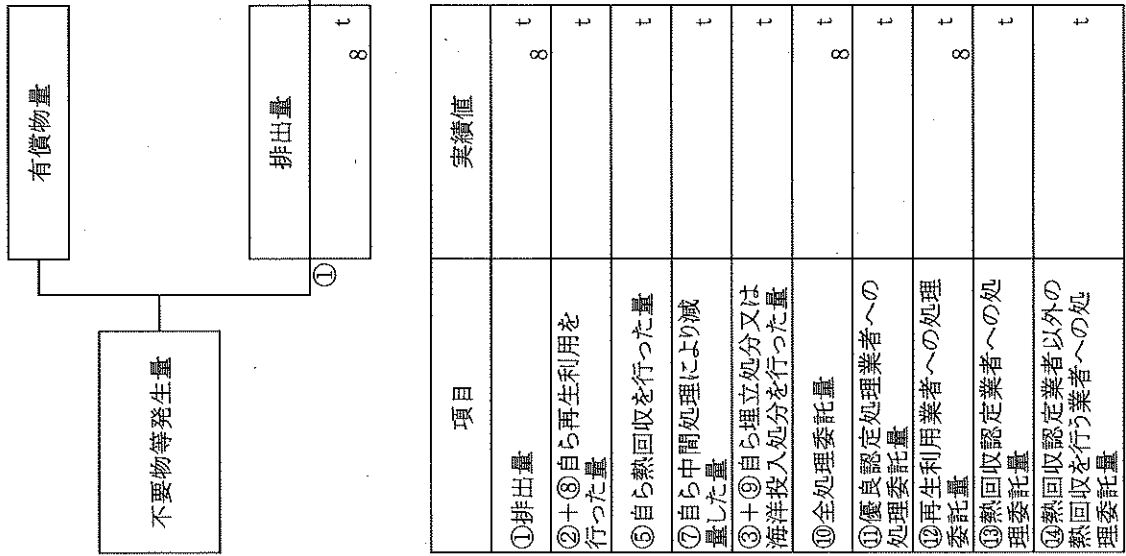 有償物量
不要物等発生量
排出量
①
8 t
項目
実績値
①排出量
8 t
②+⑧自ら再生利用を
行った量
t
⑤自ら熱回収を行った量
t
⑦自ら中間処理により減
量した量
t
③+⑨自ら埋立処分又は
海洋投入処分を行った量
t
⑩全処理委託量
8 t
⑪優良認定処理業者への
処理委託量
t
⑫再生利用業者への処理
委託量
8 t
⑬熱回収認定業者への処
理委託量
t
⑭熱回収認定業者以外の
熱回収を行う業者への処
理委託量
t